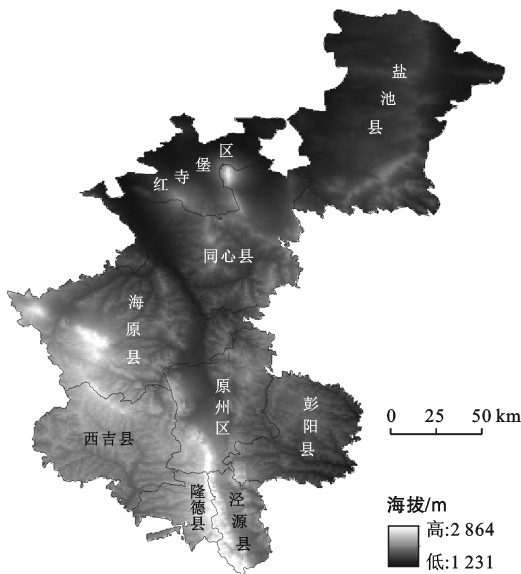 盐池县
红寺堡区
同心县
海原县
原州区
彭阳县
西吉县
隆德县
泾源县
0 25 50 km
海拔/m
高:2 864
低:1 231